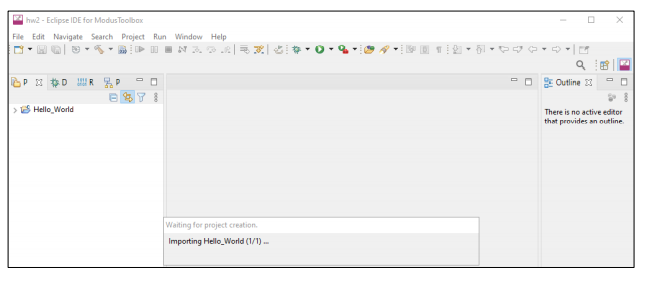 hw2 - Eclipse IDE for ModusToolbox
File Edit Navigate Search Project Run Window Help
P D R P
Outline
Hello_World
There is no active editor
that provides an outline.
Waiting for project creation.
Importing Hello_World (1/1) ...